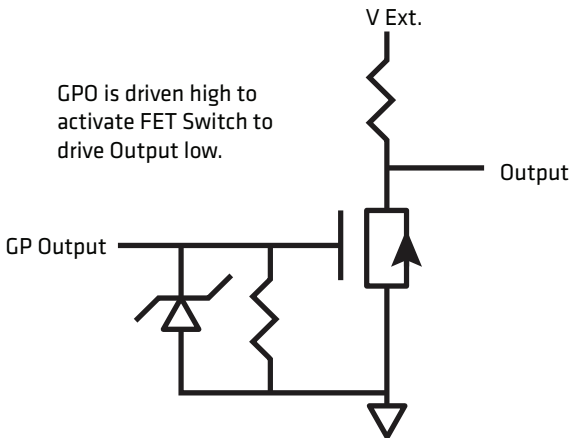 V Ext.
GPO is driven high to
activate FET Switch to
drive Output low.
Output
GP Output